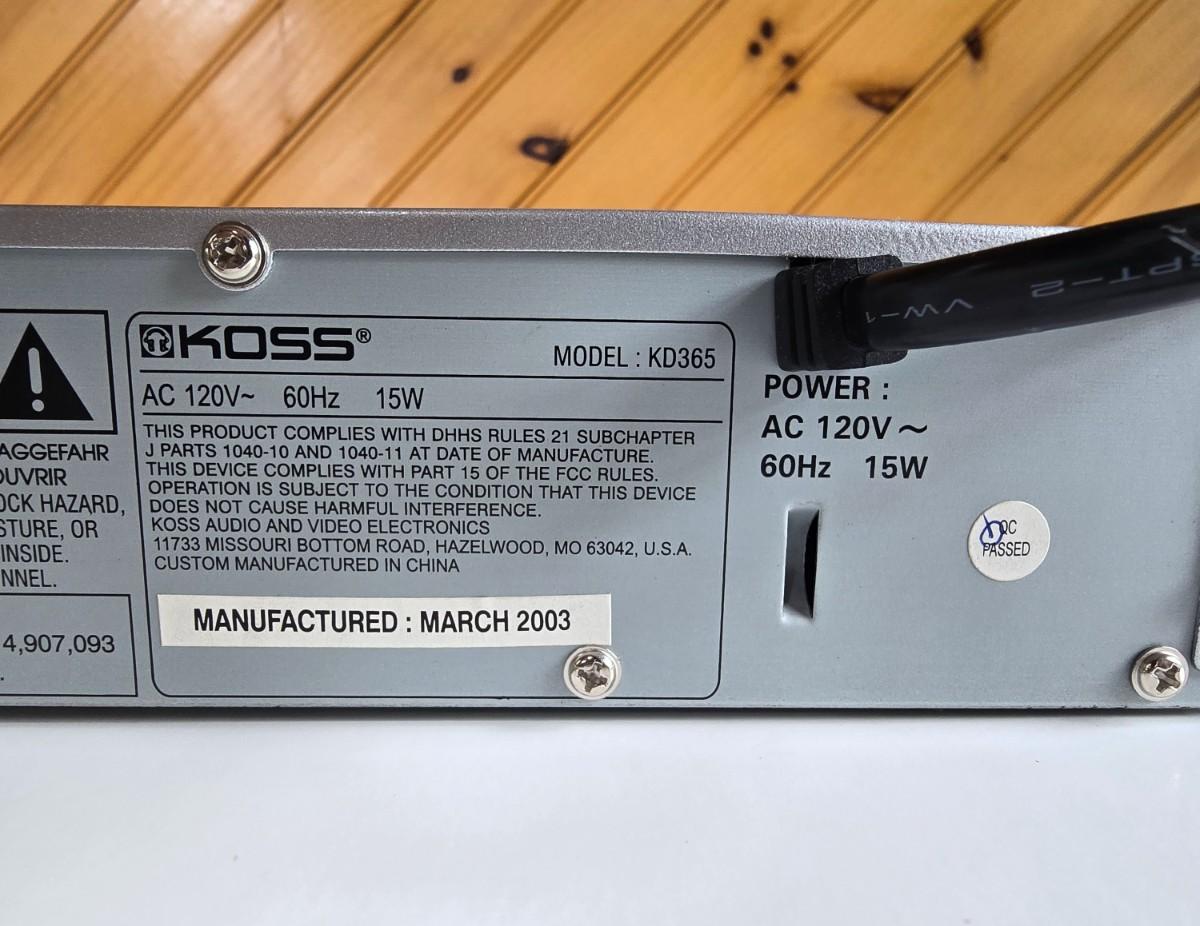 KOSS®
MODEL : KD365
AC 120V~ 60Hz 15W
THIS PRODUCT COMPLIES WITH DHHS RULES 21 SUBCHAPTER
J PARTS 1040-10 AND 1040-11 AT DATE OF MANUFACTURE.
THIS DEVICE COMPLIES WITH PART 15 OF THE FCC RULES.
OPERATION IS SUBJECT TO THE CONDITION THAT THIS DEVICE
DOES NOT CAUSE HARMFUL INTERFERENCE.
KOSS AUDIO AND VIDEO ELECTRONICS
11733 MISSOURI BOTTOM ROAD, HAZELWOOD, MO 63042, U.S.A.
CUSTOM MANUFACTURED IN CHINA
MANUFACTURED : MARCH 2003
AGGEFAHR
OUVRIR
OCK HAZARD,
STURE, OR
INSIDE.
NNEL.
4,907,093
POWER :
AC 120V~
60Hz 15W
QC
PASSED
VW-1
SPT-2